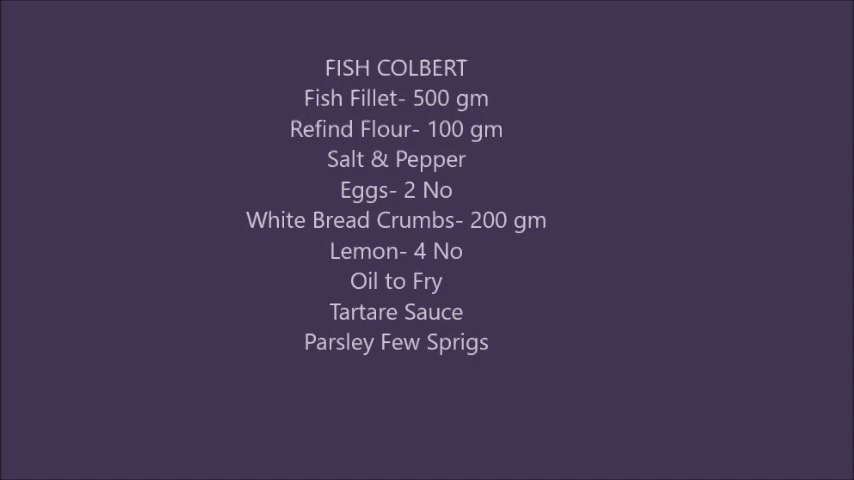 FISH COLBERT
Fish Fillet- 500 gm
Refind Flour- 100 gm
Salt & Pepper
Eggs- 2 No
White Bread Crumbs- 200 gm
Lemon- 4 No
Oil to Fry
Tartare Sauce
Parsley Few Sprigs